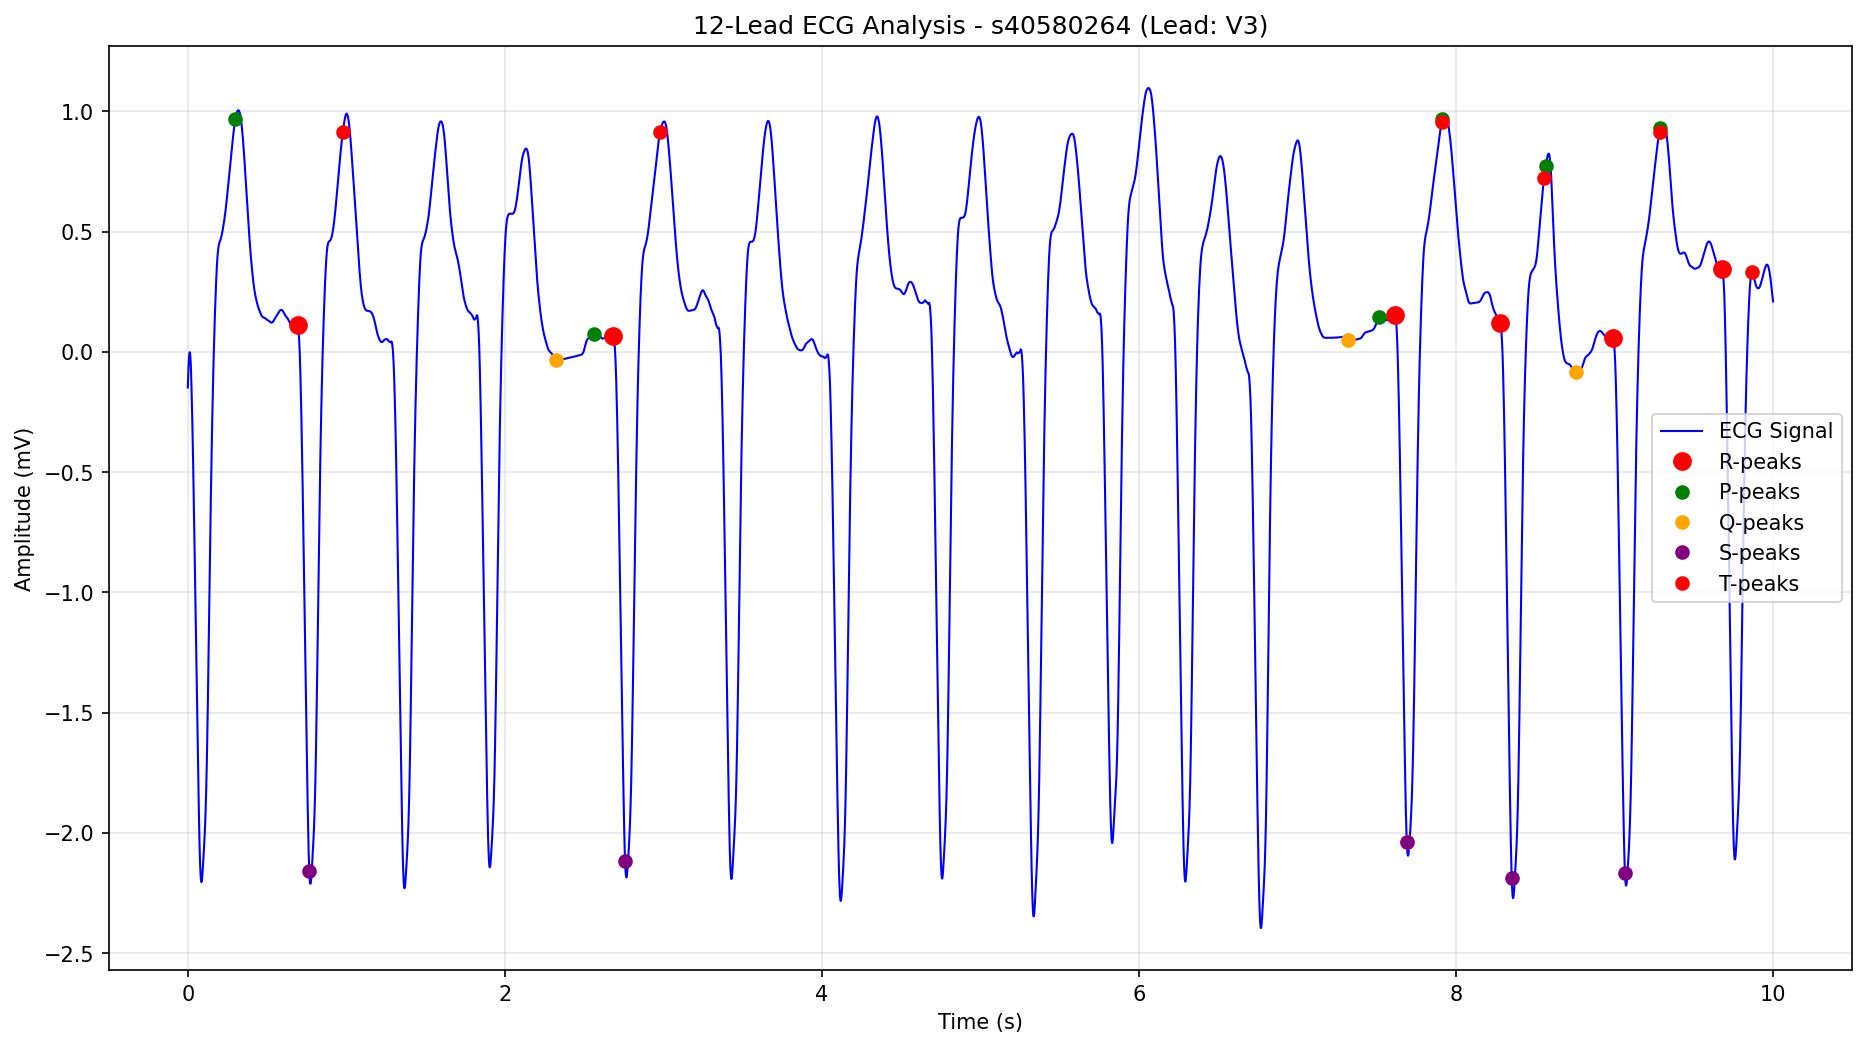 12-Lead ECG Analysis - s40580264 (Lead: V3)
Amplitude (mV)
1.0
0.5
0.0
−0.5
−1.0
−1.5
−2.0
−2.5
ECG Signal
R-peaks
P-peaks
Q-peaks
S-peaks
T-peaks
0 2 4 6 8 10
Time (s)